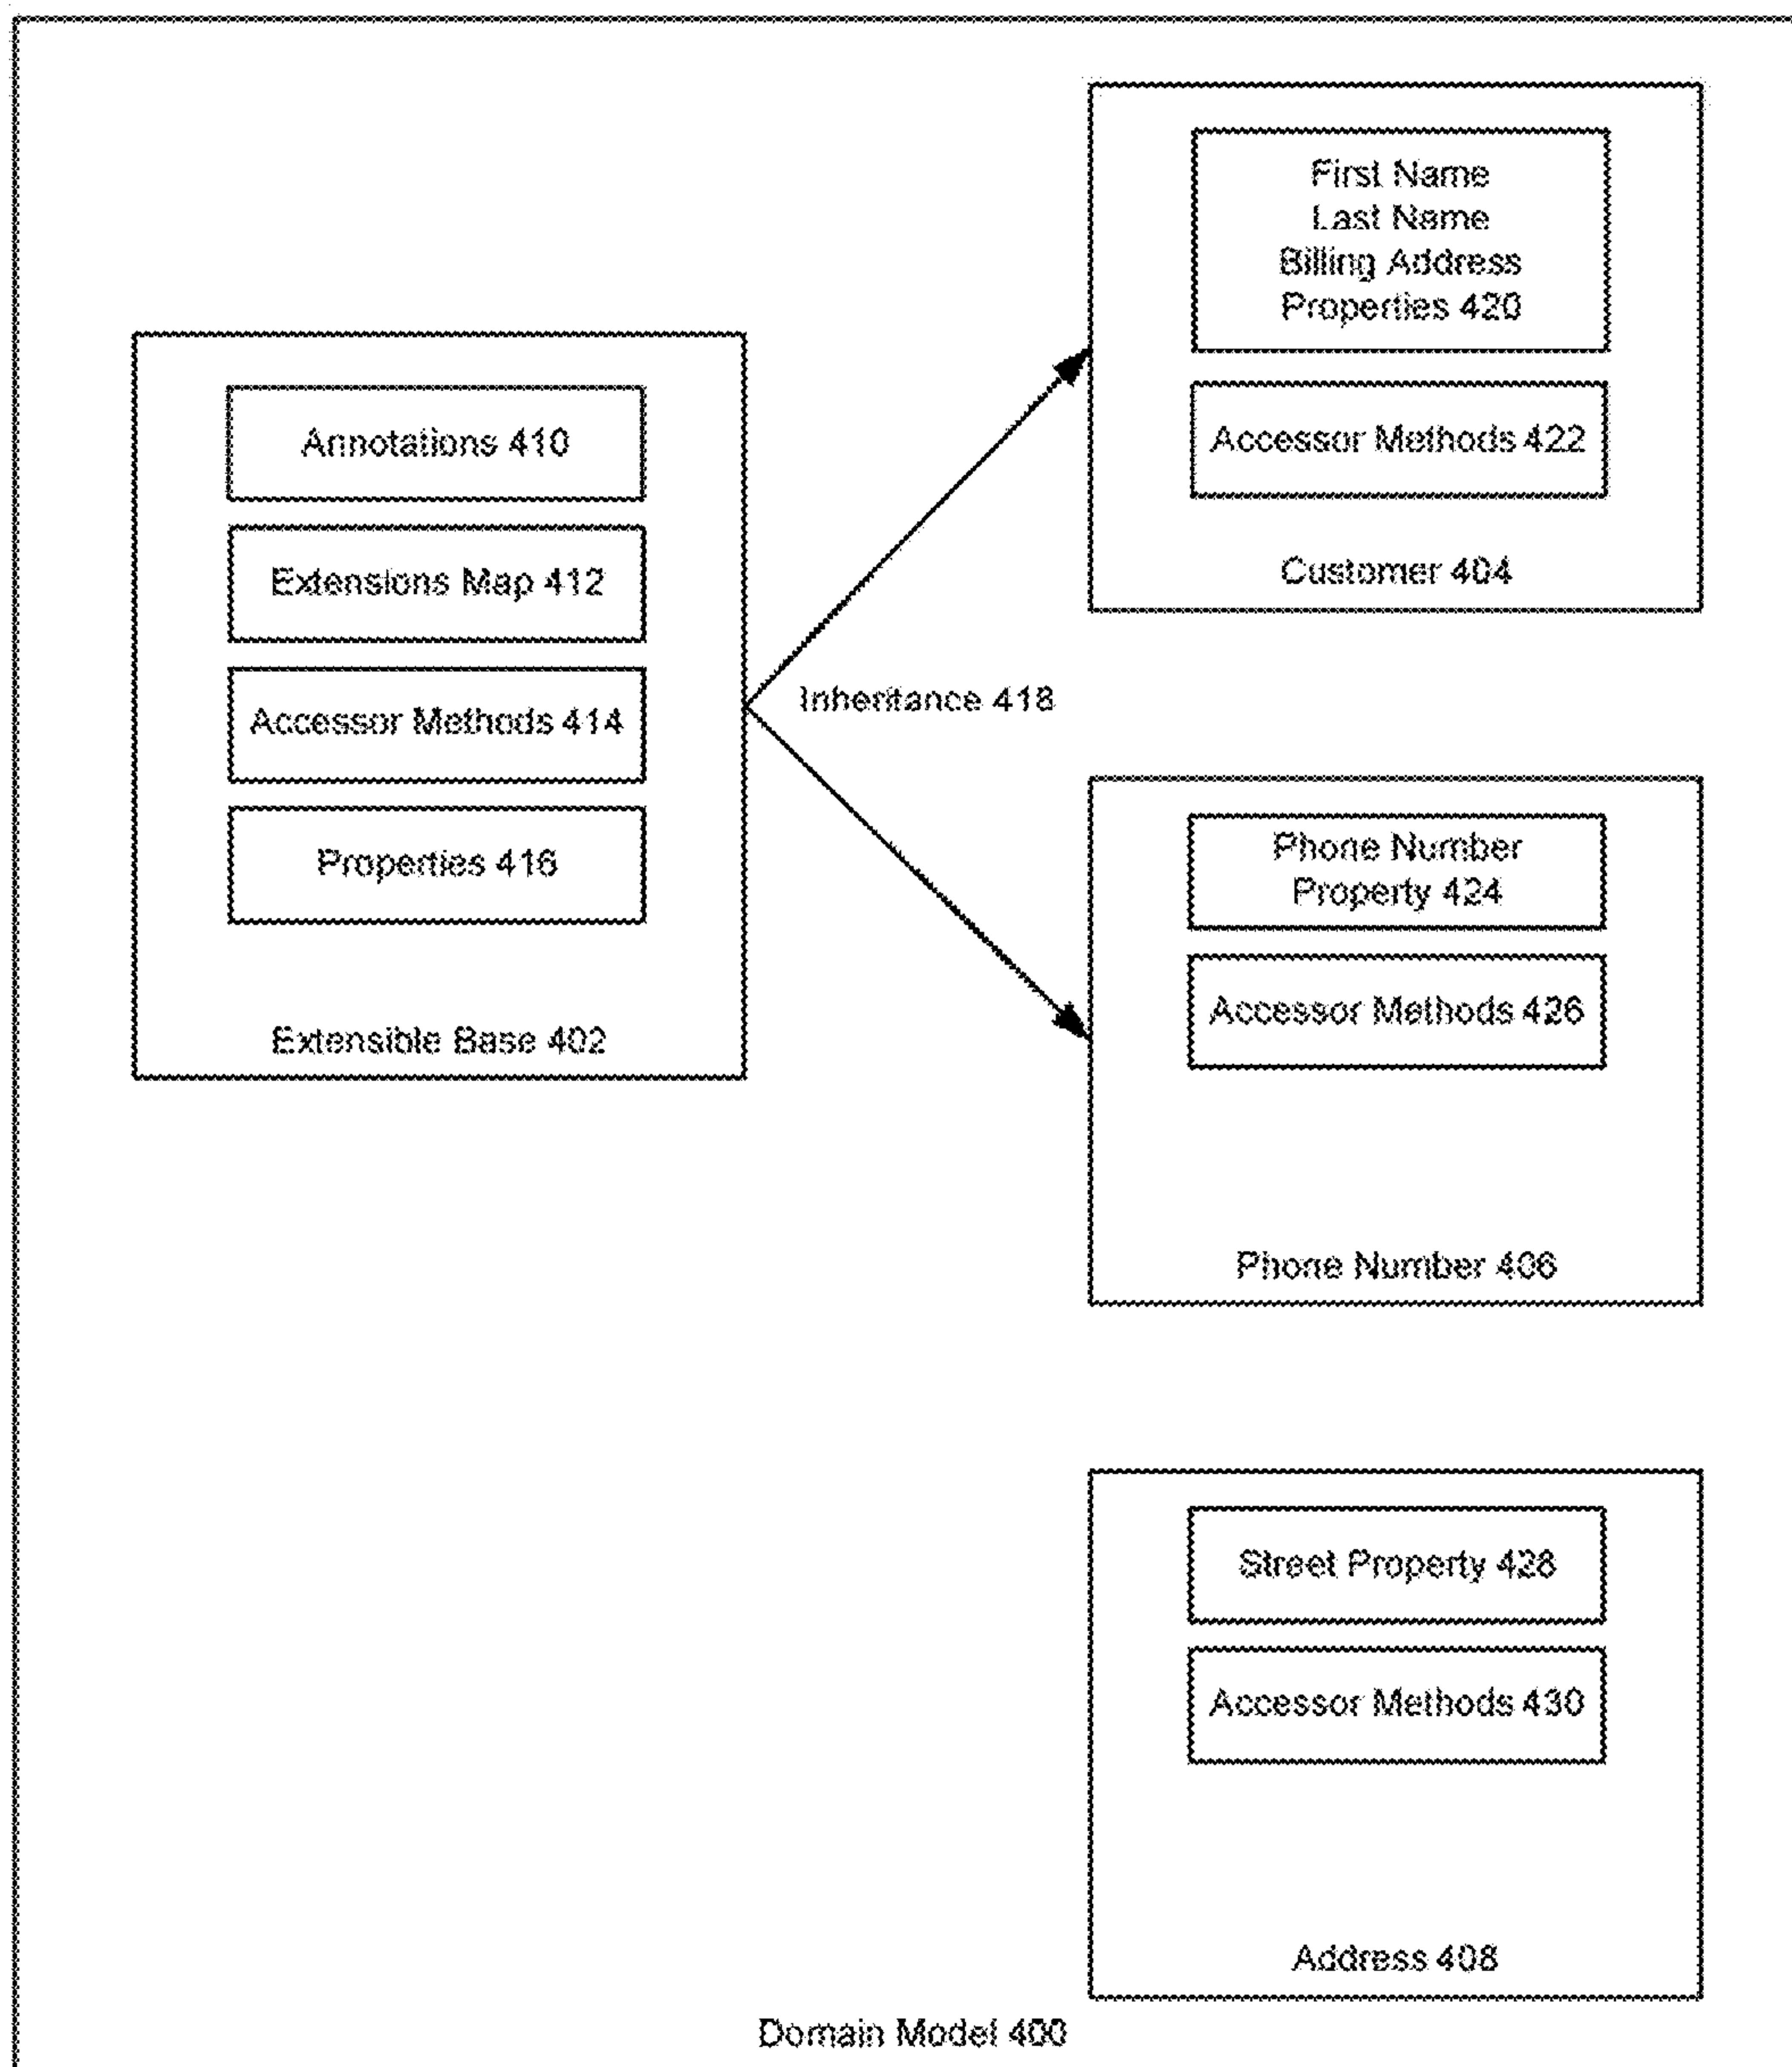 First Name
Last Name
Billing Address
Properties 420
Accessor Methods 422
Customer 404
Annotations 410
Extensions Map 412
Accessor Methods 414
Properties 416
Extensible Base 402
Inheritance 418
Phone Number
Property 424
Accessor Methods 426
Phone Number 406
Street Property 428
Accessor Methods 430
Address 408
Domain Model 400